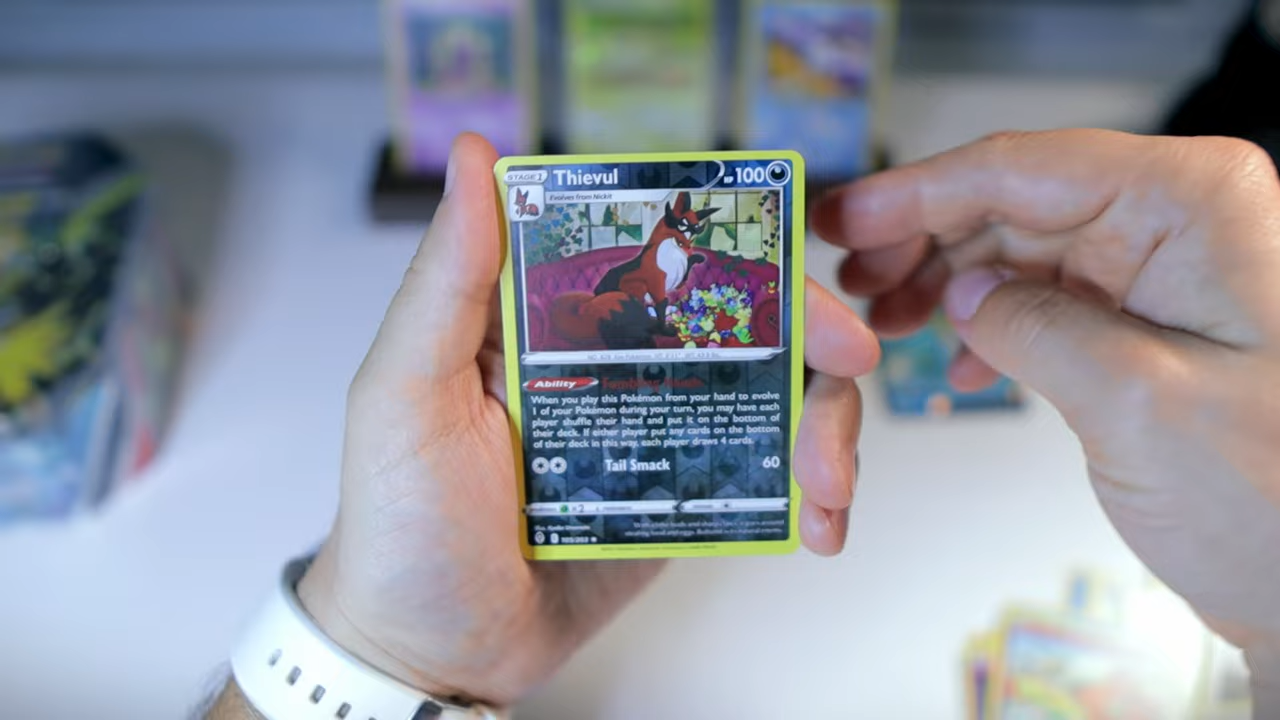 STAGE 1
Thievul
HP 100
Evolves from Nickit
Ability
When you play this Pokémon from your hand to evolve
1 of your Pokémon during your turn, you may have each
player shuffle their hand and put it on the bottom of
their deck. If either player put any cards on the bottom
of their deck in this way, each player draws 4 cards.
Tail Smack 60
×2